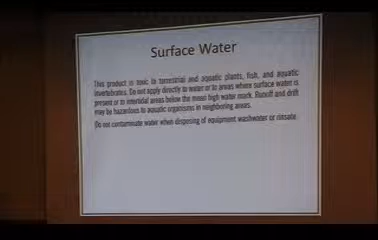 Surface Water
This product is toxic to terrestrial and aquatic plants, fish, and aquatic
invertebrates. Do not apply directly to water or to areas where surface water is
present or to intertidal areas below the mean high water mark. Runoff and drift
may be hazardous to aquatic organisms in neighboring areas.
Do not contaminate water when disposing of equipment washwater or rinsate